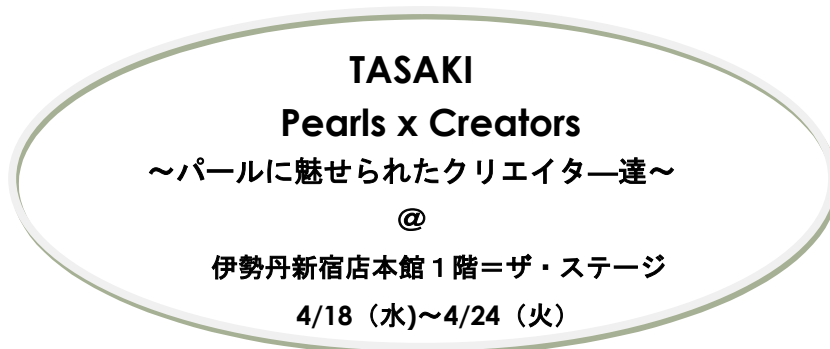 TASAKI
Pearls x Creators
～パールに魅せられたクリエイタ―達～
@
伊勢丹新宿店本館１階＝ザ・ステージ
4/18（水)～4/24（火）